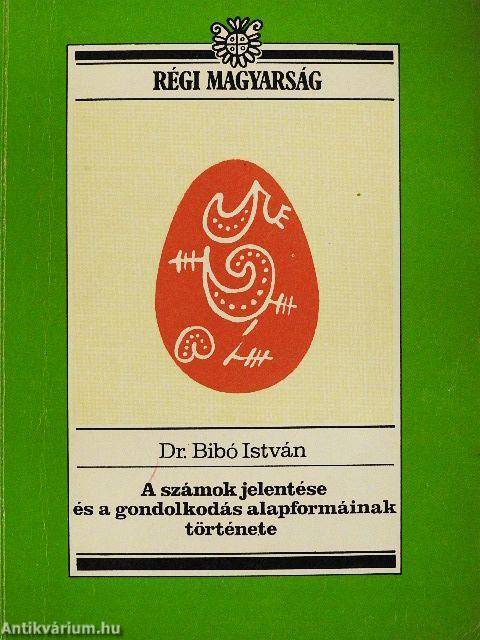 RÉGI MAGYARSÁG
Dr. Bibó István
A számok jelentése
és a gondolkodás alapformáinak
története
Antikvárium.hu